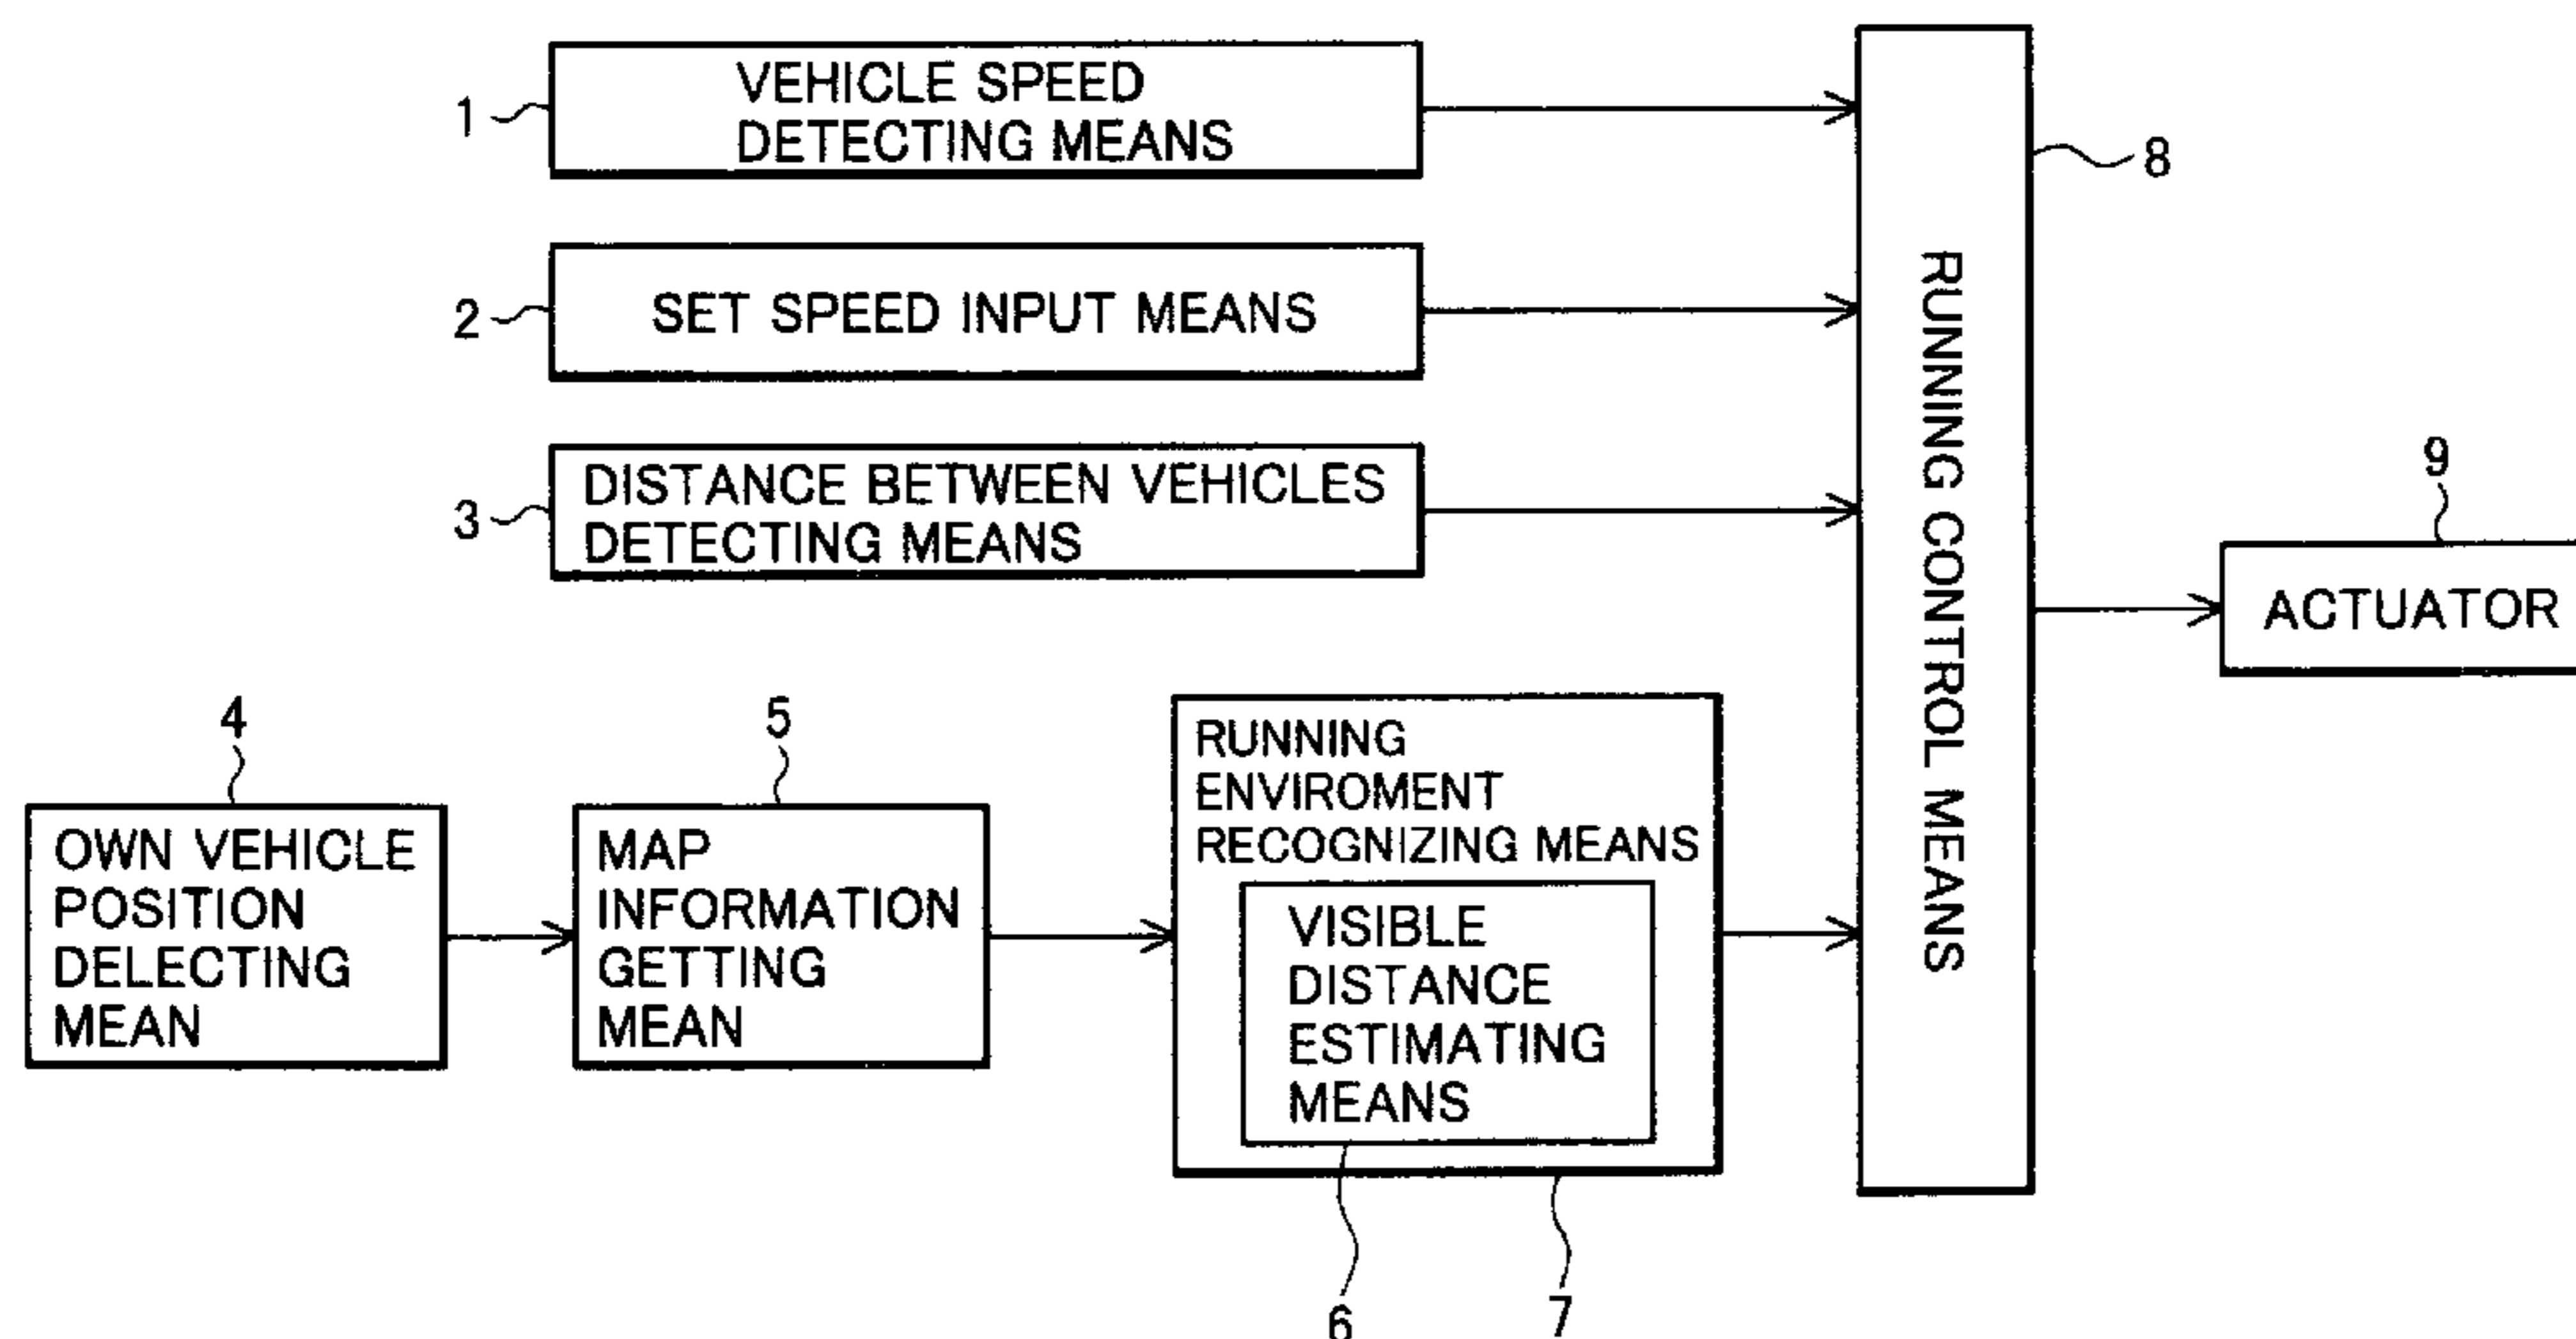 1
VEHICLE SPEED
DETECTING MEANS
2
SET SPEED INPUT MEANS
3
DISTANCE BETWEEN VEHICLES
DETECTING MEANS
4
OWN VEHICLE
POSITION
DELECTING
MEAN
5
MAP
INFORMATION
GETTING
MEAN
RUNNING
ENVIROMENT
RECOGNIZING MEANS
VISIBLE
DISTANCE
ESTIMATING
MEANS
6
7
8
RUNNING CONTROL MEANS
9
ACTUATOR